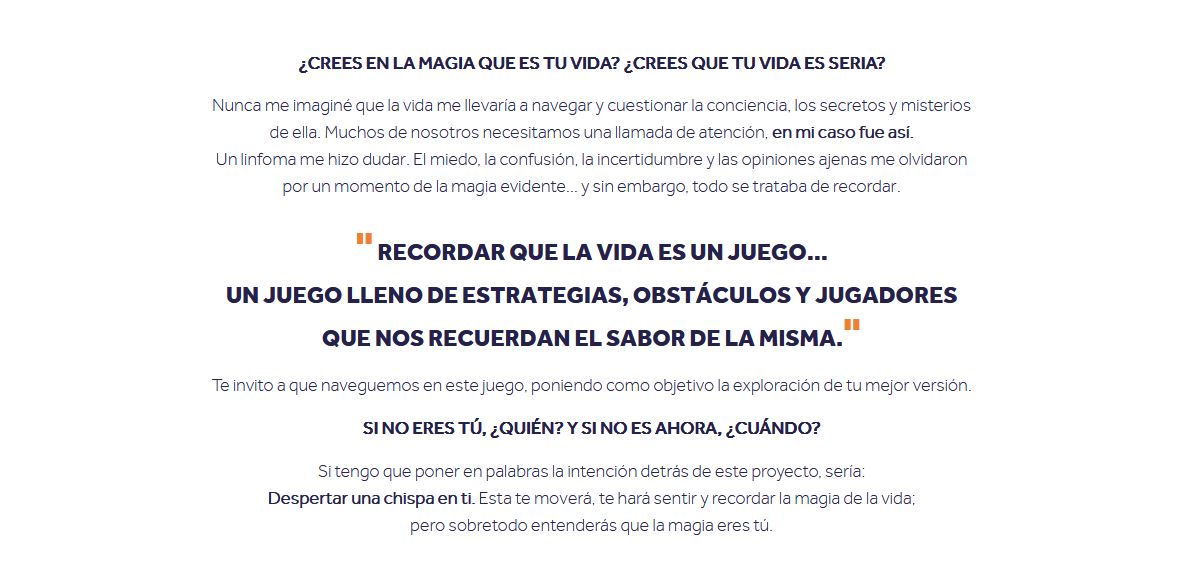 ¿CREES EN LA MAGIA QUE ES TU VIDA? ¿CREES QUE TU VIDA ES SERIA?
Nunca me imaginé que la vida me llevaría a navegar y cuestionar la conciencia, los secretos y misterios
de ella. Muchos de nosotros necesitamos una llamada de atención, en mi caso fue así.
Un linfoma me hizo dudar. El miedo, la confusión, la incertidumbre y las opiniones ajenas me olvidaron
por un momento de la magia evidente... y sin embargo, todo se trataba de recordar.
" RECORDAR QUE LA VIDA ES UN JUEGO...
UN JUEGO LLENO DE ESTRATEGIAS, OBSTÁCULOS Y JUGADORES
QUE NOS RECUERDAN EL SABOR DE LA MISMA."
Te invito a que naveguemos en este juego, poniendo como objetivo la exploración de tu mejor versión.
SI NO ERES TÚ, ¿QUIÉN? Y SI NO ES AHORA, ¿CUÁNDO?
Si tengo que poner en palabras la intención detrás de este proyecto, sería:
Despertar una chispa en ti. Esta te moverá, te hará sentir y recordar la magia de la vida;
pero sobretodo entenderás que la magia eres tú.